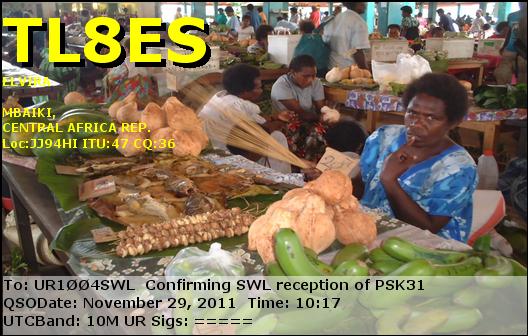 TL8ES
ELVIRA
MBAIKI,
CENTRAL AFRICA REP.
Loc:JJ94HI ITU:47 CQ:36
To: UR1Ø04SWL Confirming SWL reception of PSK31
QSODate: November 29, 2011 Time: 10:17
UTCBand: 10M UR Sigs: =====